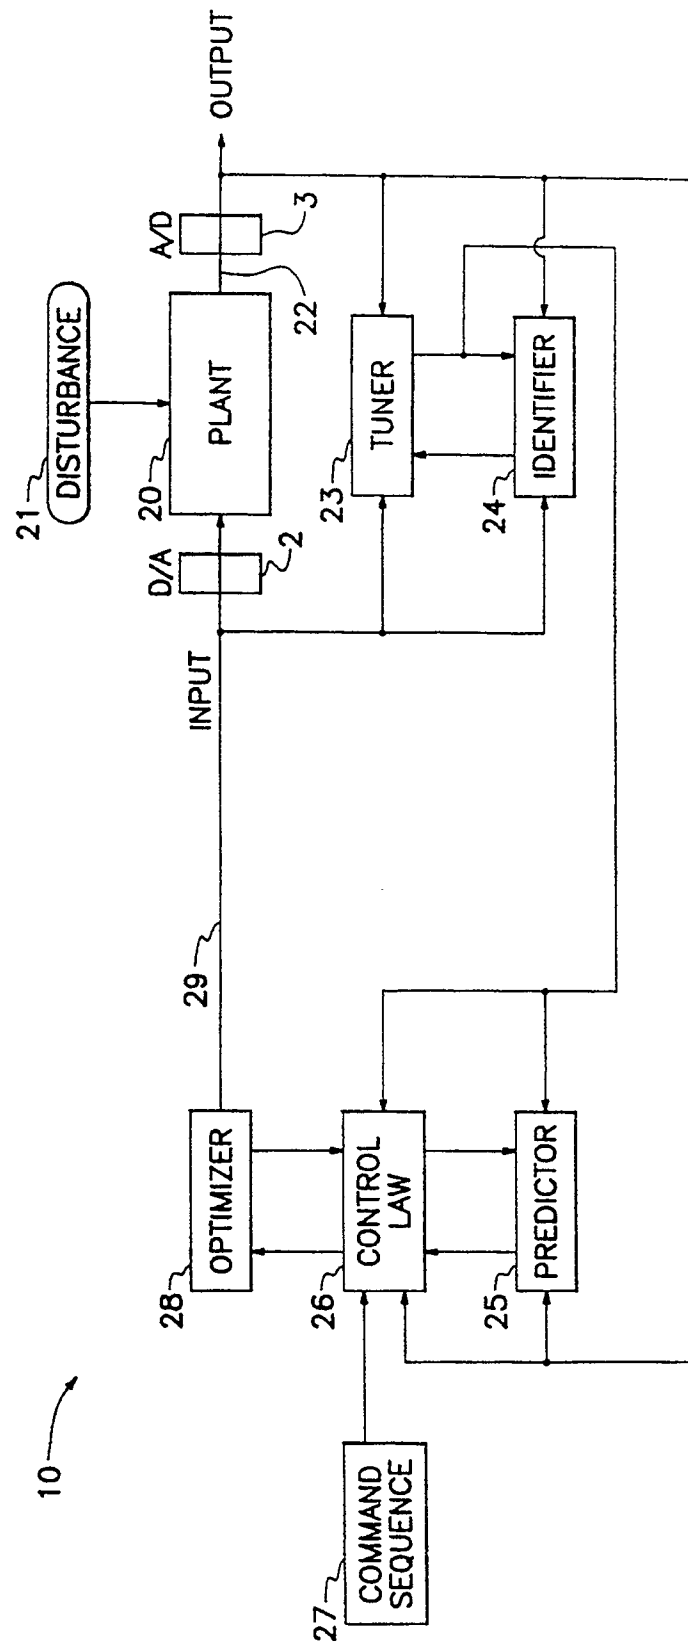 10
21
DISTURBANCE
D/A
A/D
20
PLANT
INPUT
OUTPUT
2
3
22
29
28
OPTIMIZER
23
TUNER
27
COMMAND
SEQUENCE
26
CONTROL
LAW
24
IDENTIFIER
25
PREDICTOR